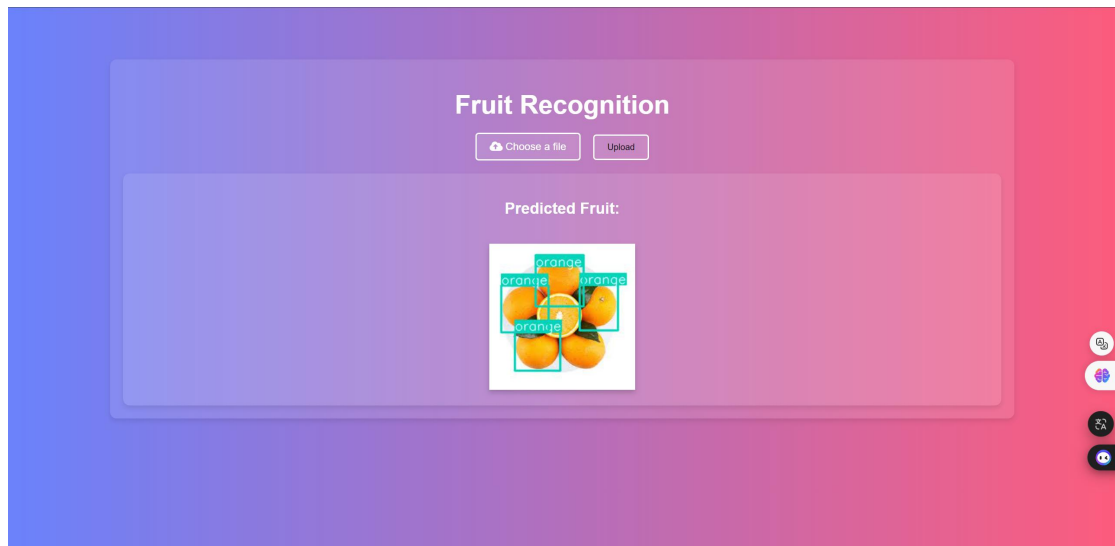 Fruit Recognition
Choose a file
Upload
Predicted Fruit:
orange
orange
orange
orange